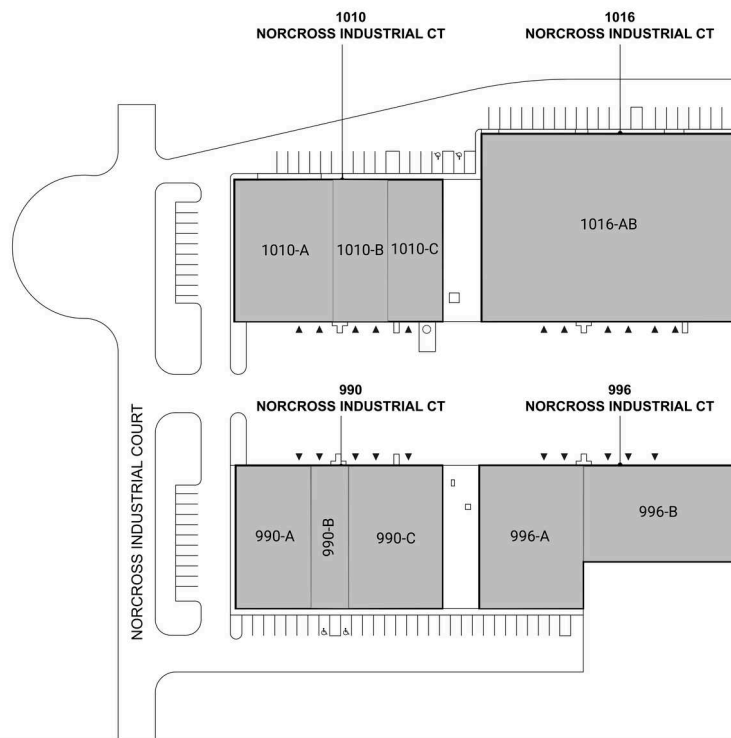 1010
NORCROSS INDUSTRIAL CT
1016
NORCROSS INDUSTRIAL CT
1010-A
1010-B
1010-C
1016-AB
990
NORCROSS INDUSTRIAL CT
996
NORCROSS INDUSTRIAL CT
NORCROSS INDUSTRIAL COURT
990-A
990-B
990-C
996-A
996-B